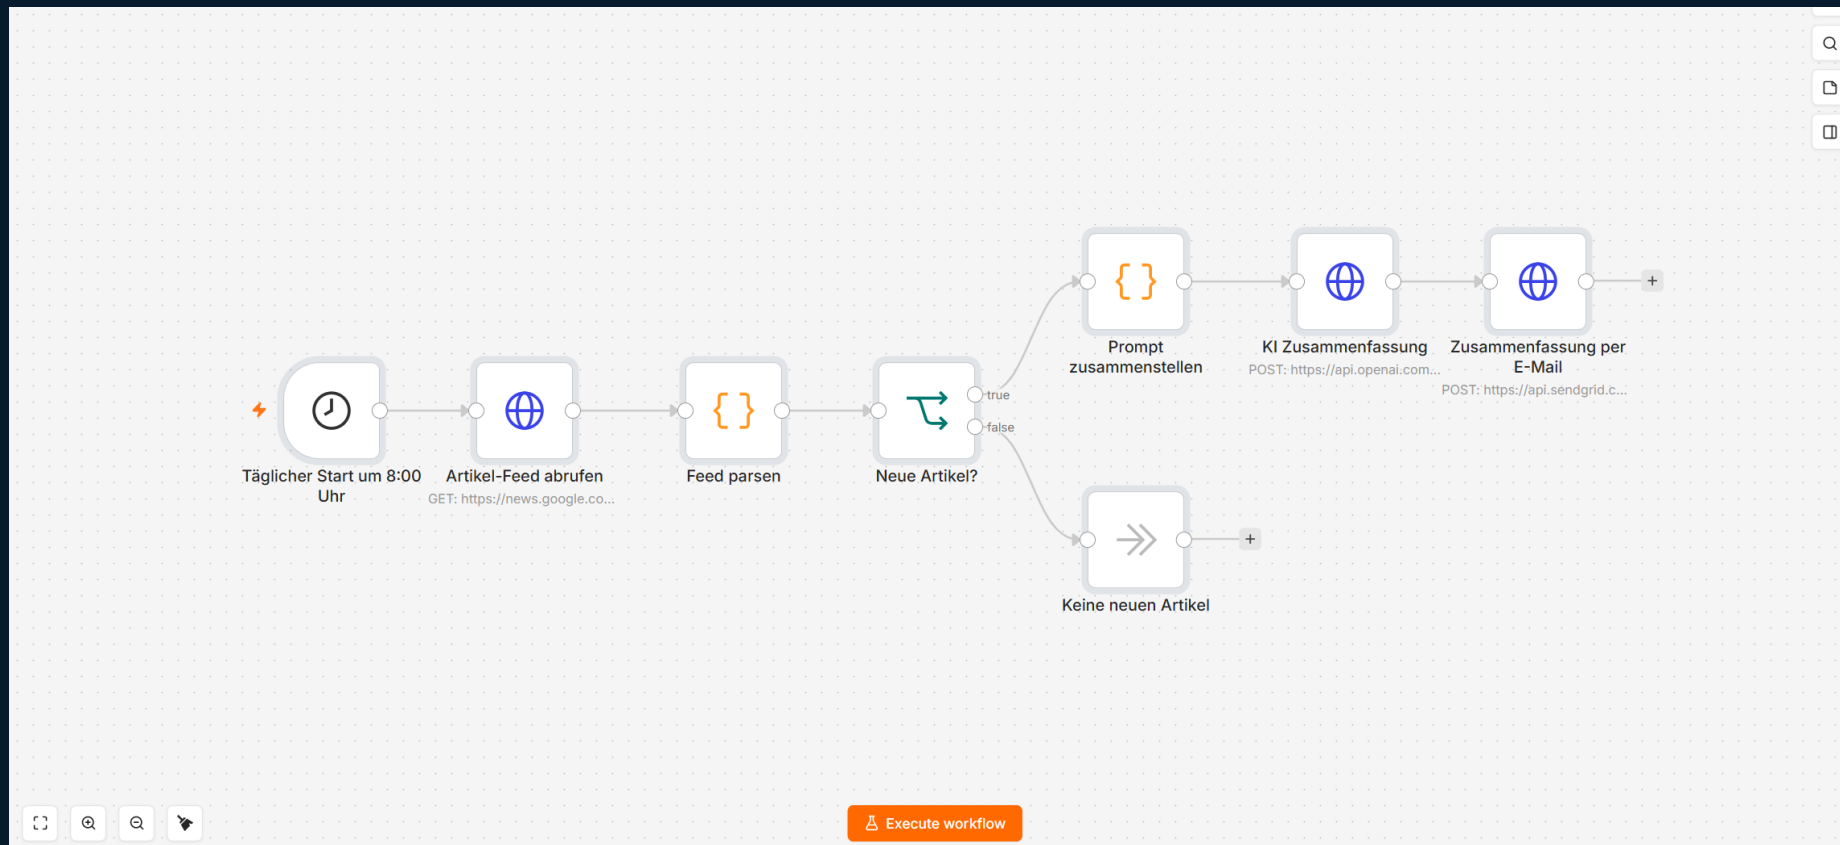 Täglicher Start um 8:00
Uhr
Artikel-Feed abrufen
GET: https://news.google.co...
Feed parsen
Neue Artikel?
true
false
Prompt
zusammenstellen
KI Zusammenfassung
POST: https://api.openai.com...
Zusammenfassung per
E-Mail
POST: https://api.sendgrid.c...
Keine neuen Artikel
Execute workflow